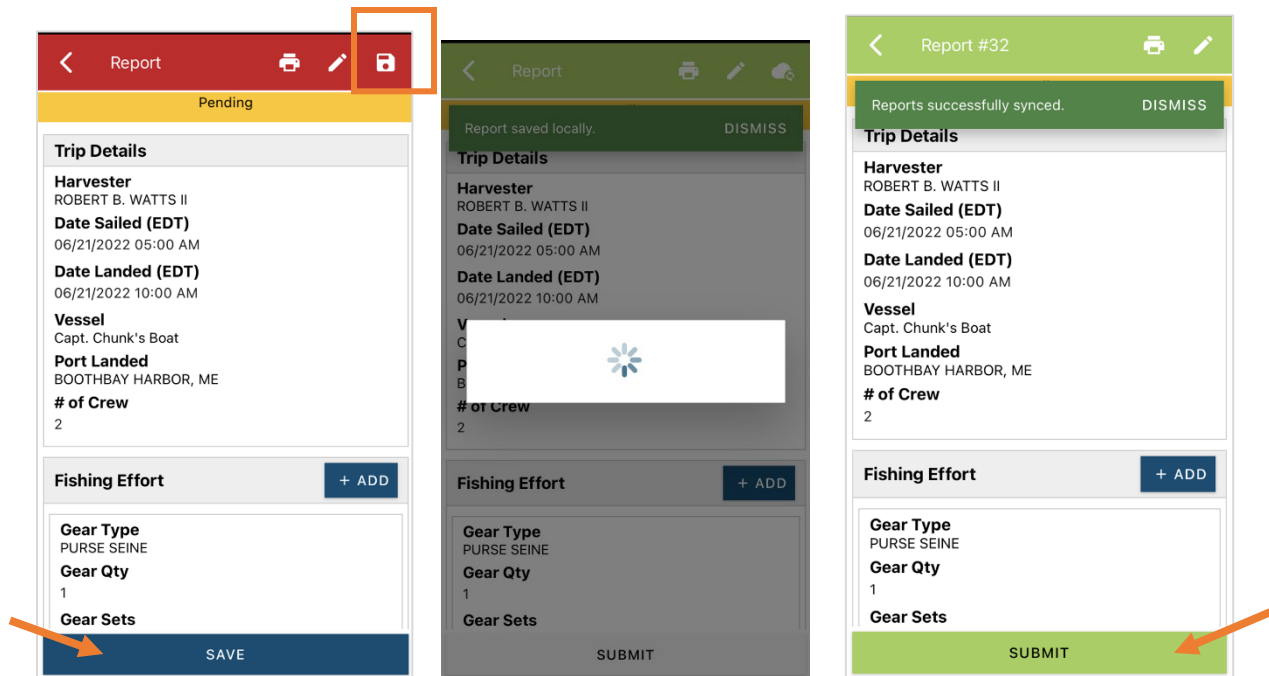 Report
Pending
Trip Details
Harvester
ROBERT B. WATTS II
Date Sailed (EDT)
06/21/2022 05:00 AM
Date Landed (EDT)
06/21/2022 10:00 AM
Vessel
Capt. Chunk's Boat
Port Landed
BOOTHBAY HARBOR, ME
# of Crew
2
Fishing Effort
+ ADD
Gear Type
PURSE SEINE
Gear Qty
1
Gear Sets
SAVE
Report
Report saved locally.
DISMISS
Trip Details
Harvester
ROBERT B. WATTS II
Date Sailed (EDT)
06/21/2022 05:00 AM
Date Landed (EDT)
06/21/2022 10:00 AM
# of Crew
2
Fishing Effort
+ ADD
Gear Type
PURSE SEINE
Gear Qty
1
Gear Sets
SUBMIT
Report #32
Reports successfully synced.
DISMISS
Trip Details
Harvester
ROBERT B. WATTS II
Date Sailed (EDT)
06/21/2022 05:00 AM
Date Landed (EDT)
06/21/2022 10:00 AM
Vessel
Capt. Chunk's Boat
Port Landed
BOOTHBAY HARBOR, ME
# of Crew
2
Fishing Effort
+ ADD
Gear Type
PURSE SEINE
Gear Qty
1
Gear Sets
SUBMIT